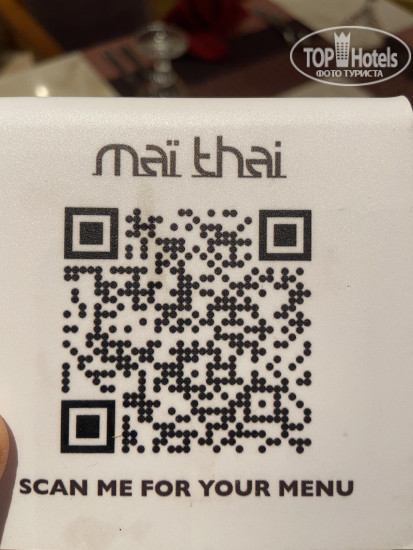 TOP Hotels
ФОТО ТУРИСТА
maï thai
SCAN ME FOR YOUR MENU